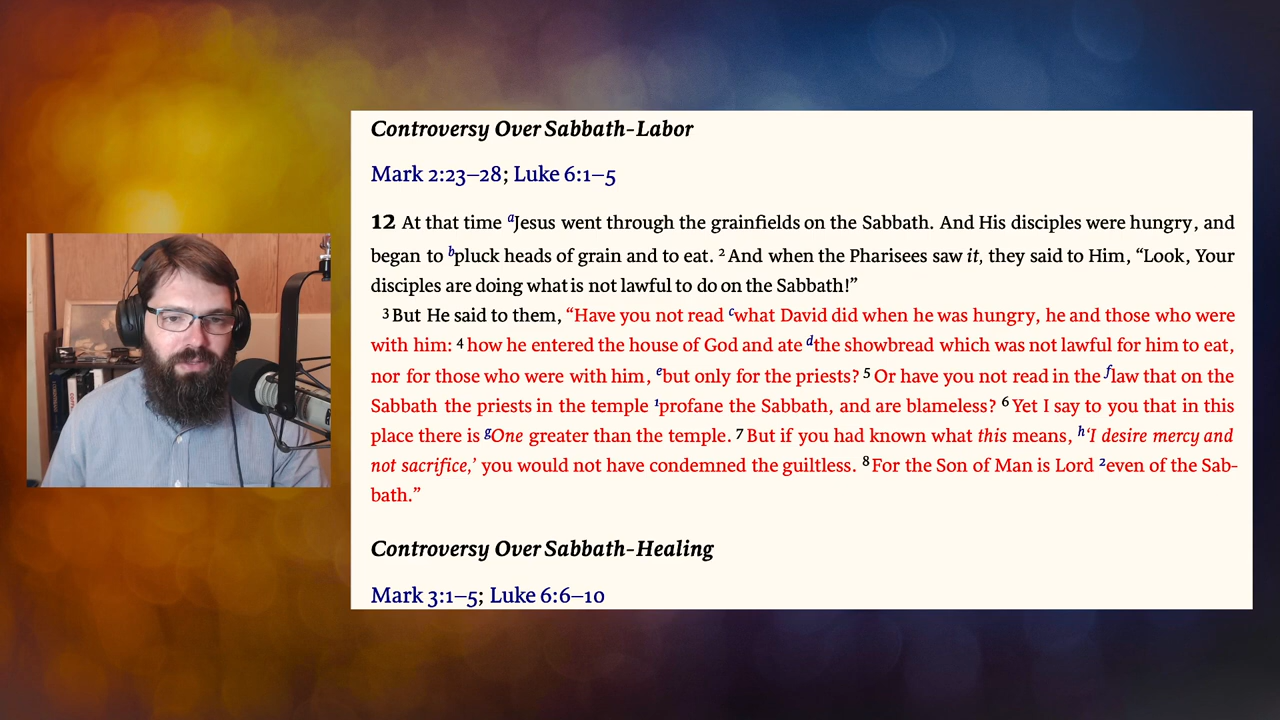 Controversy Over Sabbath-Labor
Mark 2:23–28; Luke 6:1–5
12 At that time aJesus went through the grainfields on the Sabbath. And His disciples were hungry, and
began to bpluck heads of grain and to eat. 2 And when the Pharisees saw it, they said to Him, “Look, Your
disciples are doing what is not lawful to do on the Sabbath!”
3 But He said to them, “Have you not read cwhat David did when he was hungry, he and those who were
with him: 4 how he entered the house of God and ate dthe showbread which was not lawful for him to eat,
nor for those who were with him, ebut only for the priests? 5 Or have you not read in the flaw that on the
Sabbath the priests in the temple 1profane the Sabbath, and are blameless? 6 Yet I say to you that in this
place there is gOne greater than the temple. 7 But if you had known what this means, h‘I desire mercy and
not sacrifice,’ you would not have condemned the guiltless. 8 For the Son of Man is Lord 2even of the Sab-
bath.”
Controversy Over Sabbath-Healing
Mark 3:1–5; Luke 6:6–10